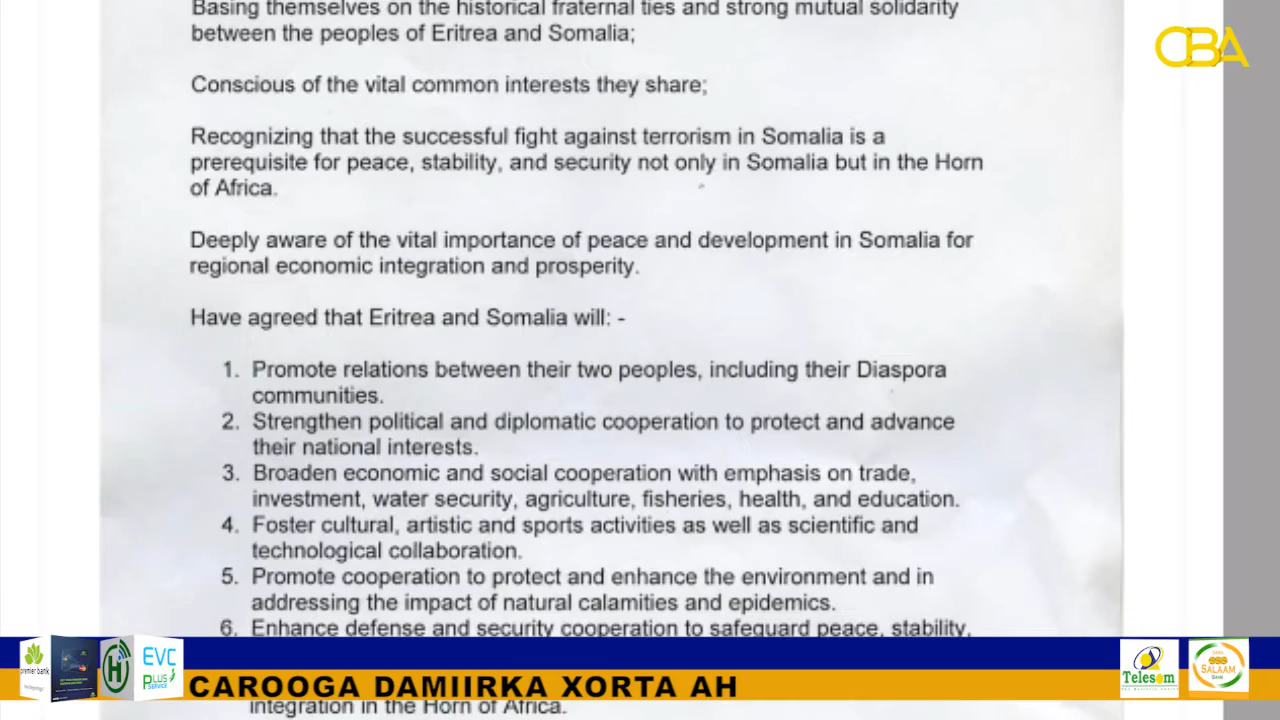 Basing themselves on the historical fraternal ties and strong mutual solidarity
between the peoples of Eritrea and Somalia;
CBA
Conscious of the vital common interests they share;
Recognizing that the successful fight against terrorism in Somalia is a
prerequisite for peace, stability, and security not only in Somalia but in the Horn
of Africa.
Deeply aware of the vital importance of peace and development in Somalia for
regional economic integration and prosperity.
Have agreed that Eritrea and Somalia will: -
1. Promote relations between their two peoples, including their Diaspora
communities.
2. Strengthen political and diplomatic cooperation to protect and advance
their national interests.
3. Broaden economic and social cooperation with emphasis on trade,
investment, water security, agriculture, fisheries, health, and education.
4. Foster cultural, artistic and sports activities as well as scientific and
technological collaboration.
5. Promote cooperation to protect and enhance the environment and in
addressing the impact of natural calamities and epidemics.
6. Enhance defense and security cooperation to safeguard peace, stability,
premier bank
EVC
PLUS
SERVICE
CAROOGA DAMURKA XORTA AH
Telesom
SALAAM
integration in the Horn of Africa.